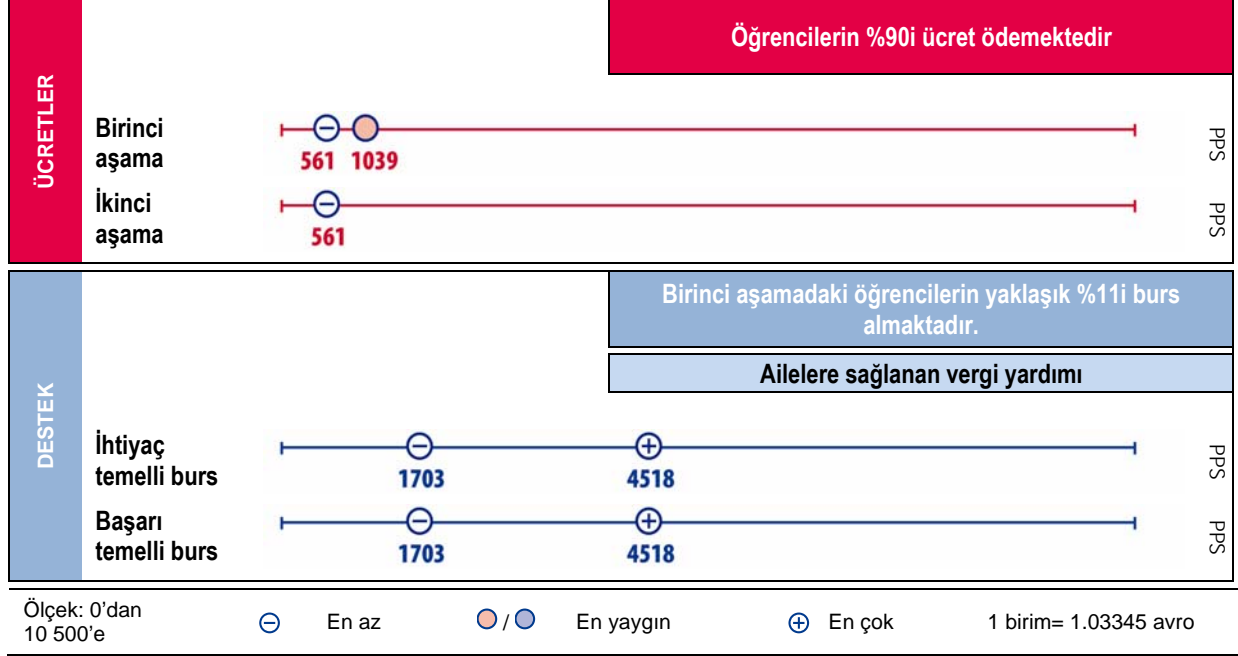 ÜCRETLER
Öğrencilerin %90i ücret ödemektedir
Birinci
aşama
561 1039
PPS
İkinci
aşama
561
PPS
DESTEK
Birinci aşamadaki öğrencilerin yaklaşık %11i burs
almaktadır.
Ailelere sağlanan vergi yardımı
İhtiyaç
temelli burs
1703 4518
PPS
Başarı
temelli burs
1703 4518
PPS
Ölçek: 0’dan
10 500’e
En az / En yaygın En çok 1 birim= 1.03345 avro